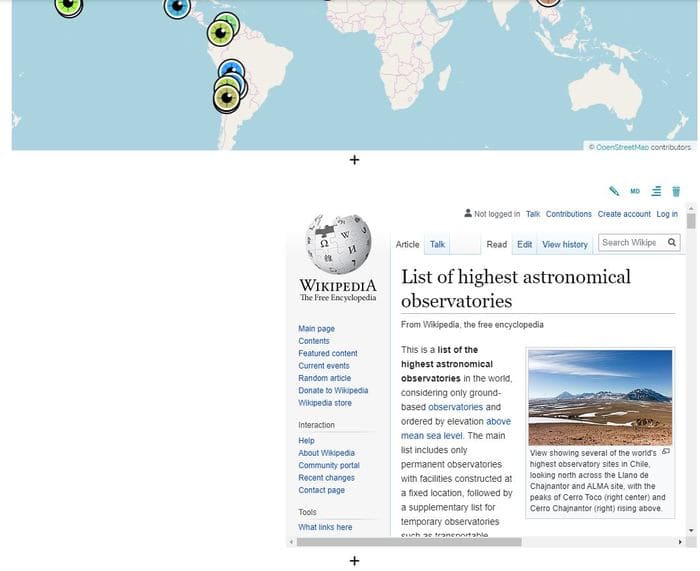 © OpenStreetMap contributors
+
MD
Not logged in Talk Contributions Create account Log in
Article Talk Read Edit View history Search Wikipe
WIKIPEDIA
The Free Encyclopedia
Main page
Contents
Featured content
Current events
Random article
Donate to Wikipedia
Wikipedia store
Interaction
Help
About Wikipedia
Community portal
Recent changes
Contact page
Tools
What links here
List of highest astronomical
observatories
From Wikipedia, the free encyclopedia
This is a list of the
highest astronomical
observatories in the world,
considering only ground-
based observatories and
ordered by elevation above
mean sea level. The main
list includes only
permanent observatories
with facilities constructed at
a fixed location, followed by
a supplementary list for
temporary observatories
such as transportable
View showing several of the world's
highest observatory sites in Chile,
looking north across the Llano de
Chajnantor and ALMA site, with the
peaks of Cerro Toco (right center) and
Cerro Chajnantor (right) rising above.
+